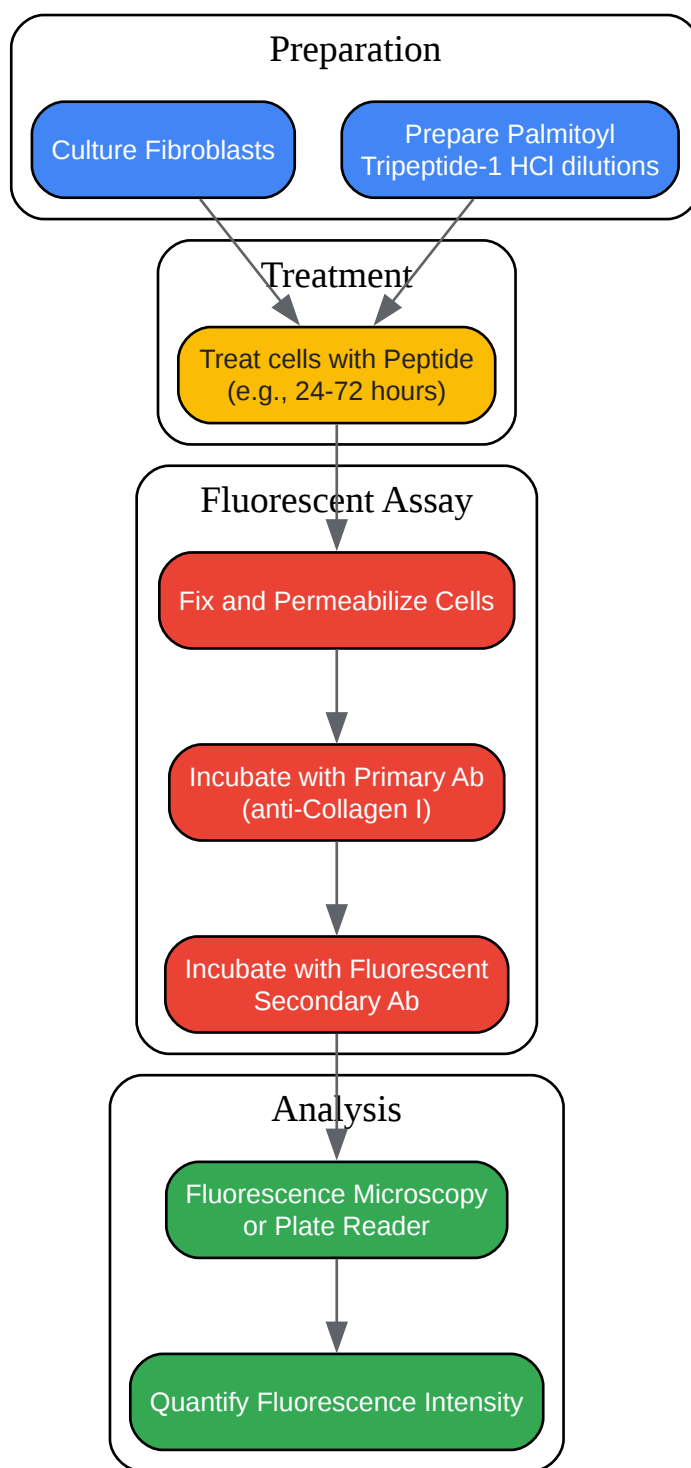 Preparation
Culture Fibroblasts
Prepare Palmitoyl
Tripeptide-1 HCl dilutions
Treatment
Treat cells with Peptide
(e.g., 24-72 hours)
Fluorescent Assay
Fix and Permeabilize Cells
Incubate with Primary Ab
(anti-Collagen I)
Incubate with Fluorescent
Secondary Ab
Analysis
Fluorescence Microscopy
or Plate Reader
Quantify Fluorescence Intensity